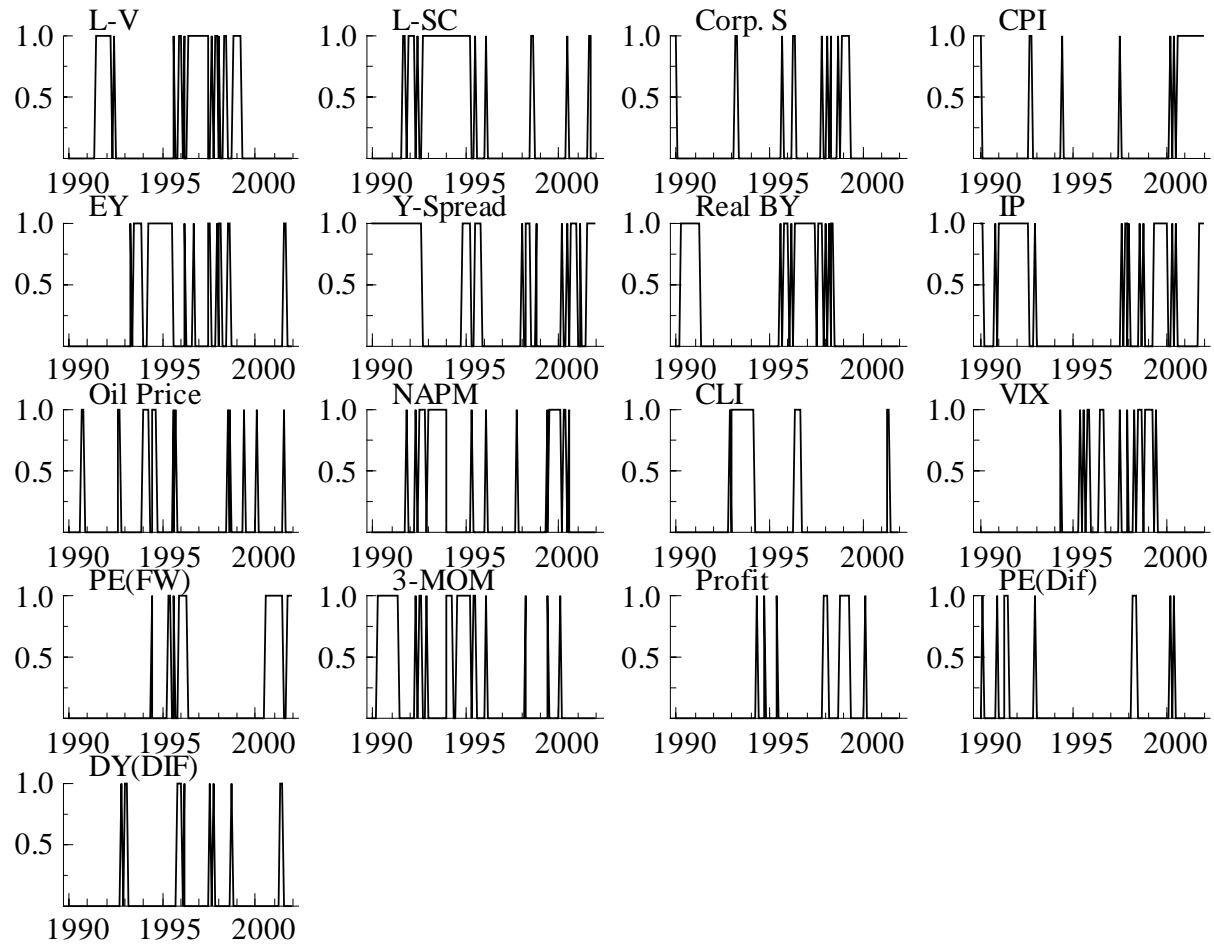 L-V L-SC Corp. S CPI
1.0 1.0 1.0 1.0
0.5 0.5 0.5 0.5
1990 1995 2000 1990 1995 2000 1990 1995 2000 1990 1995 2000
EY Y-Spread Real BY IP
1.0 1.0 1.0 1.0
0.5 0.5 0.5 0.5
1990 1995 2000 1990 1995 2000 1990 1995 2000 1990 1995 2000
Oil Price NAPM CLI VIX
1.0 1.0 1.0 1.0
0.5 0.5 0.5 0.5
1990 1995 2000 1990 1995 2000 1990 1995 2000 1990 1995 2000
PE(FW) 3-MOM Profit PE(Dif)
1.0 1.0 1.0 1.0
0.5 0.5 0.5 0.5
1990 1995 2000 1990 1995 2000 1990 1995 2000 1990 1995 2000
DY(DIF)
1.0
0.5
1990 1995 2000